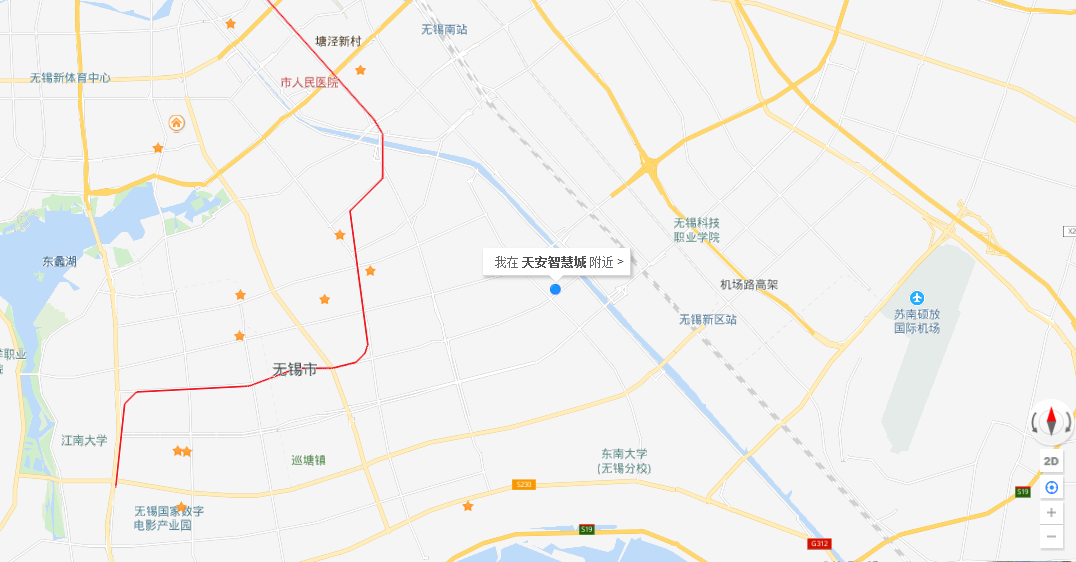 无锡南站
塘泾新村
无锡新体育中心
市人民医院
无锡科技
职业学院
X2
东蠡湖
我在 天安智慧城 附近 >
机场路高架
苏南硕放
国际机场
无锡新区站
学职业
院
无锡市
江南大学
巡塘镇
东南大学
(无锡分校)
2D
S230
S19
无锡国家数字
电影产业园
S19
G312
+
−